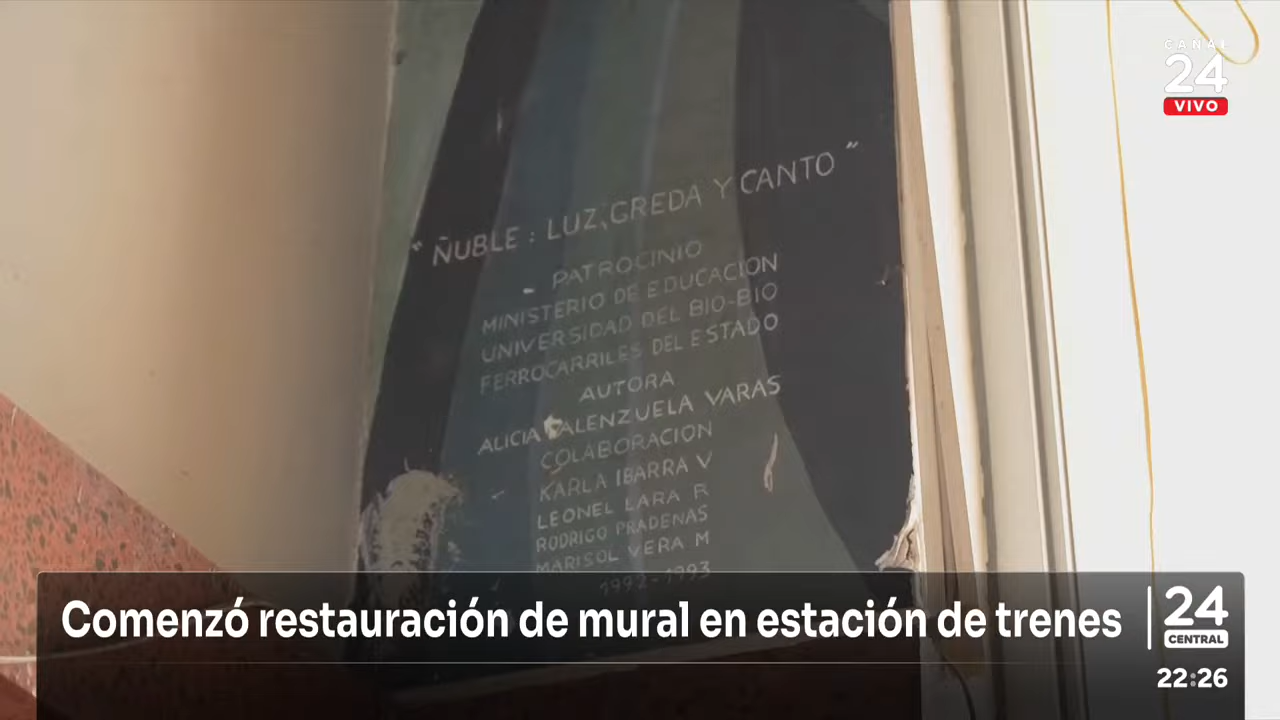 CANAL
24
VIVO
“ ÑUBLE : LUZ, GREDA Y CANTO ”
PATROCINIO
MINISTERIO DE EDUCACION
UNIVERSIDAD DEL BIO-BIO
FERROCARRILES DEL ESTADO
AUTORA
ALICIA VALENZUELA VARAS
COLABORACION
KARLA IBARRA V
LEONEL LARA R
RODRIGO PRADENAS
MARISOL VERA M
1992-1993
Comenzó restauración de mural en estación de trenes
24
CENTRAL
22:26